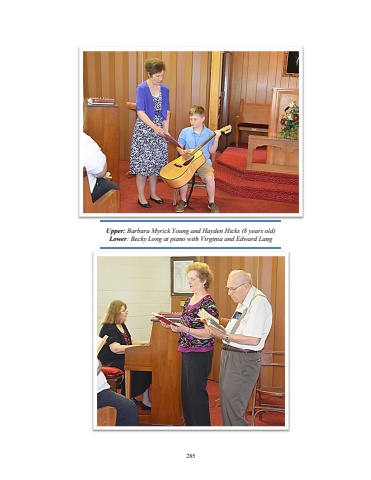 Upper: Barbara Myrick Young and Hayden Hicks (8 years old)
Lower: Becky Long at piano with Virginia and Edward Lang
285